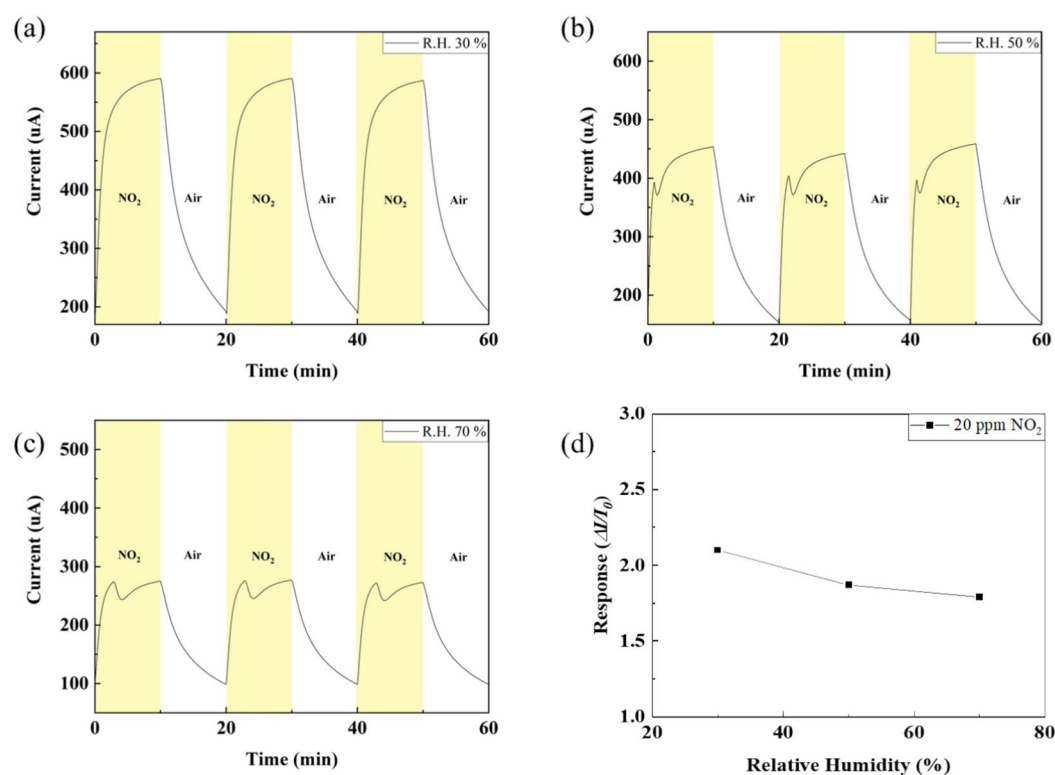 (a)
R.H. 30 %
600
500
400
300
200
Current (uA)
NO2
Air
NO2
Air
NO2
Air
0
20
40
60
Time (min)
(b)
R.H. 50 %
600
500
400
300
200
Current (uA)
NO2
Air
NO2
Air
NO2
Air
0
20
40
60
Time (min)
(c)
R.H. 70 %
500
400
300
200
100
Current (uA)
NO2
Air
NO2
Air
NO2
Air
0
20
40
60
Time (min)
(d)
20 ppm NO2
3.0
2.5
2.0
1.5
1.0
Response (ΔI/I0)
20
40
60
80
Relative Humidity (%)